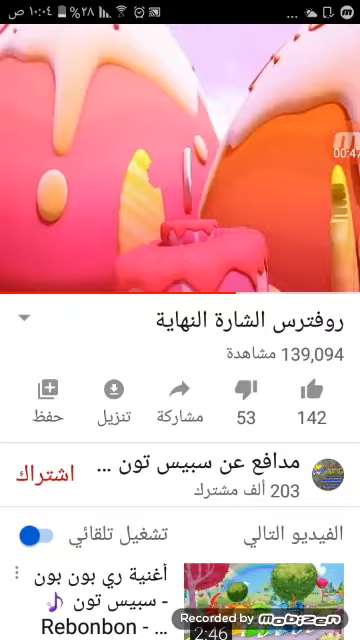 ١٠:٠٤ ص ٢٨%
00:47
روفترس الشارة النهاية
139,094 مشاهدة
142
53
مشاركة
تنزيل
حفظ
مدافع عن سبيس تون ...
203 ألف مشترك
اشتراك
الفيديو التالي
تشغيل تلقائي
أغنية ري بون بون
- سبيس تون 🎵
Rebonbon - ...
2:46
Recorded by mobizen